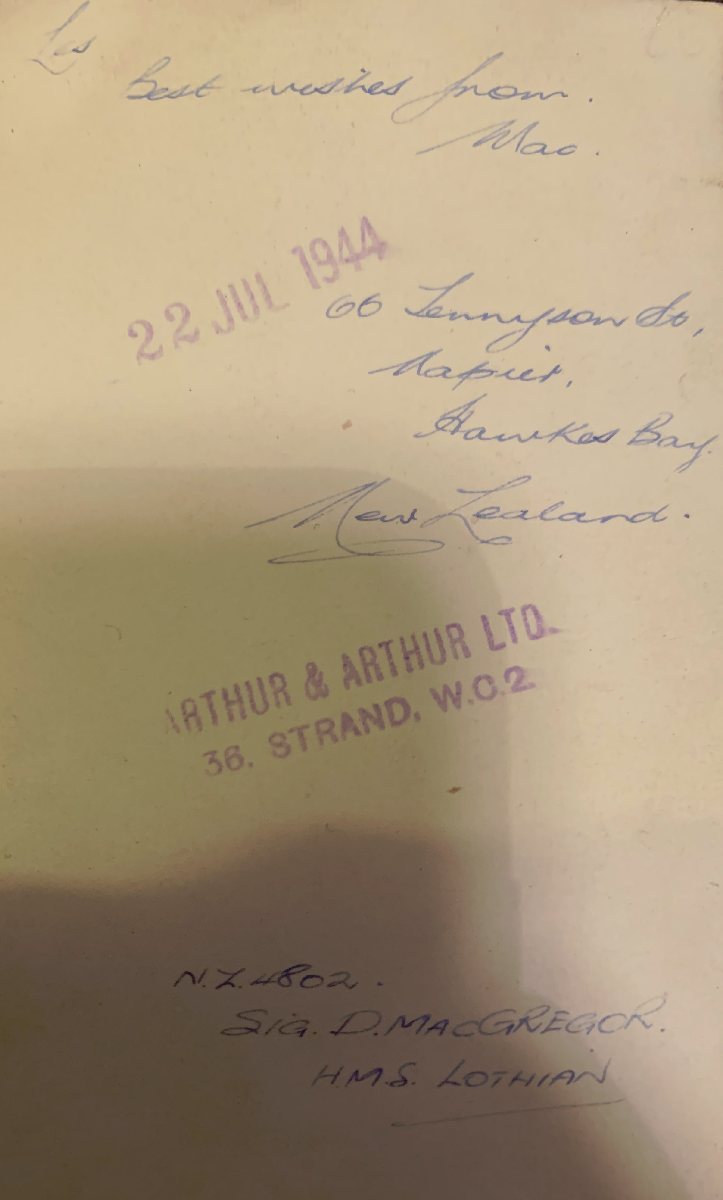 Les
Best wishes from.
Mac.
22 JUL 1944
66 Tennyson St,
Napier,
Hawkes Bay.
New Zealand.
ARTHUR & ARTHUR LTD.
36, STRAND, W.C.2
N.Z.4802.
SIG. D. MACGREGOR.
H.M.S. LOTHIAN